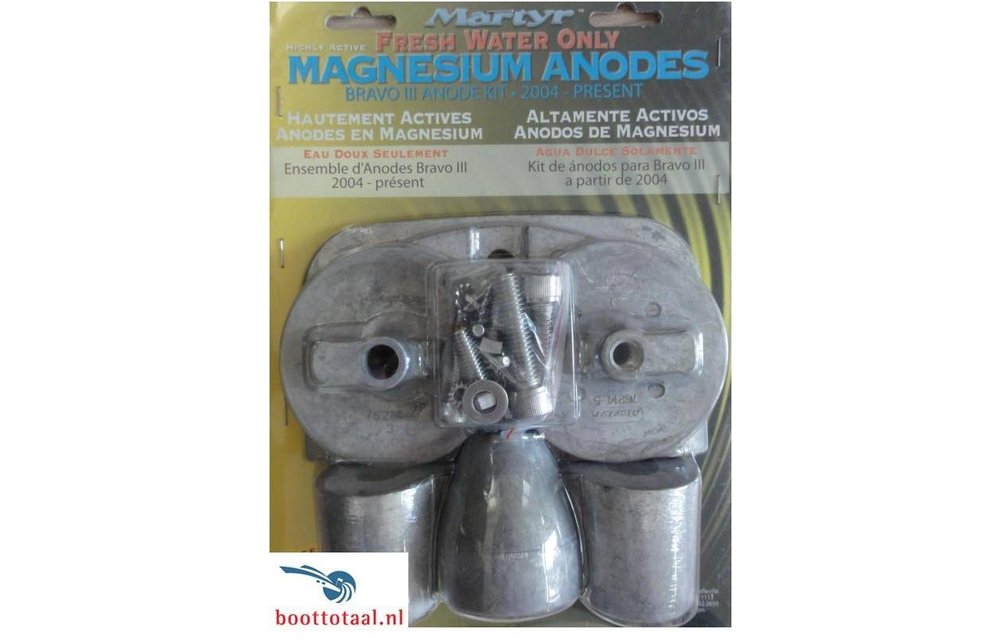 Martyr™
HIGHLY ACTIVE FRESH WATER ONLY
MAGNESIUM ANODES
BRAVO III ANODE KIT • 2004 - PRESENT
HAUTEMENT ACTIVES
ANODES EN MAGNESIUM
EAU DOUX SEULEMENT
Ensemble d'Anodes Bravo III
2004 - présent
ALTAMENTE ACTIVOS
ANODOS DE MAGNESIUM
AGUA DULCE SOLAMENTE
Kit de ánodos para Bravo III
a partir de 2004
boottotaal.nl